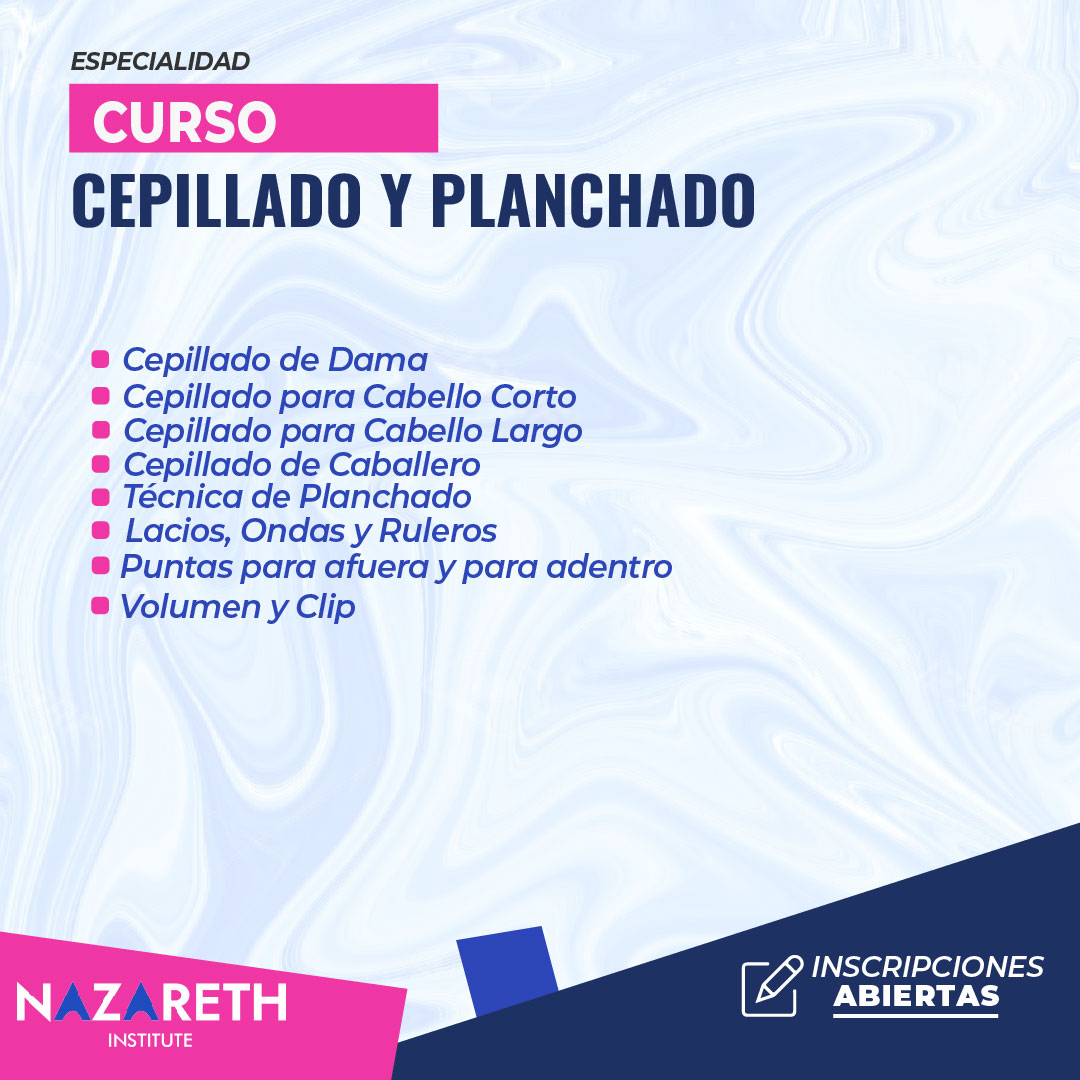 ESPECIALIDAD
CURSO
CEPILLADO Y PLANCHADO
Cepillado de Dama
Cepillado para Cabello Corto
Cepillado para Cabello Largo
Cepillado de Caballero
Técnica de Planchado
Lacios, Ondas y Ruleros
Puntas para afuera y para adentro
Volumen y Clip
NAZARETH
INSTITUTE
INSCRIPCIONES
ABIERTAS